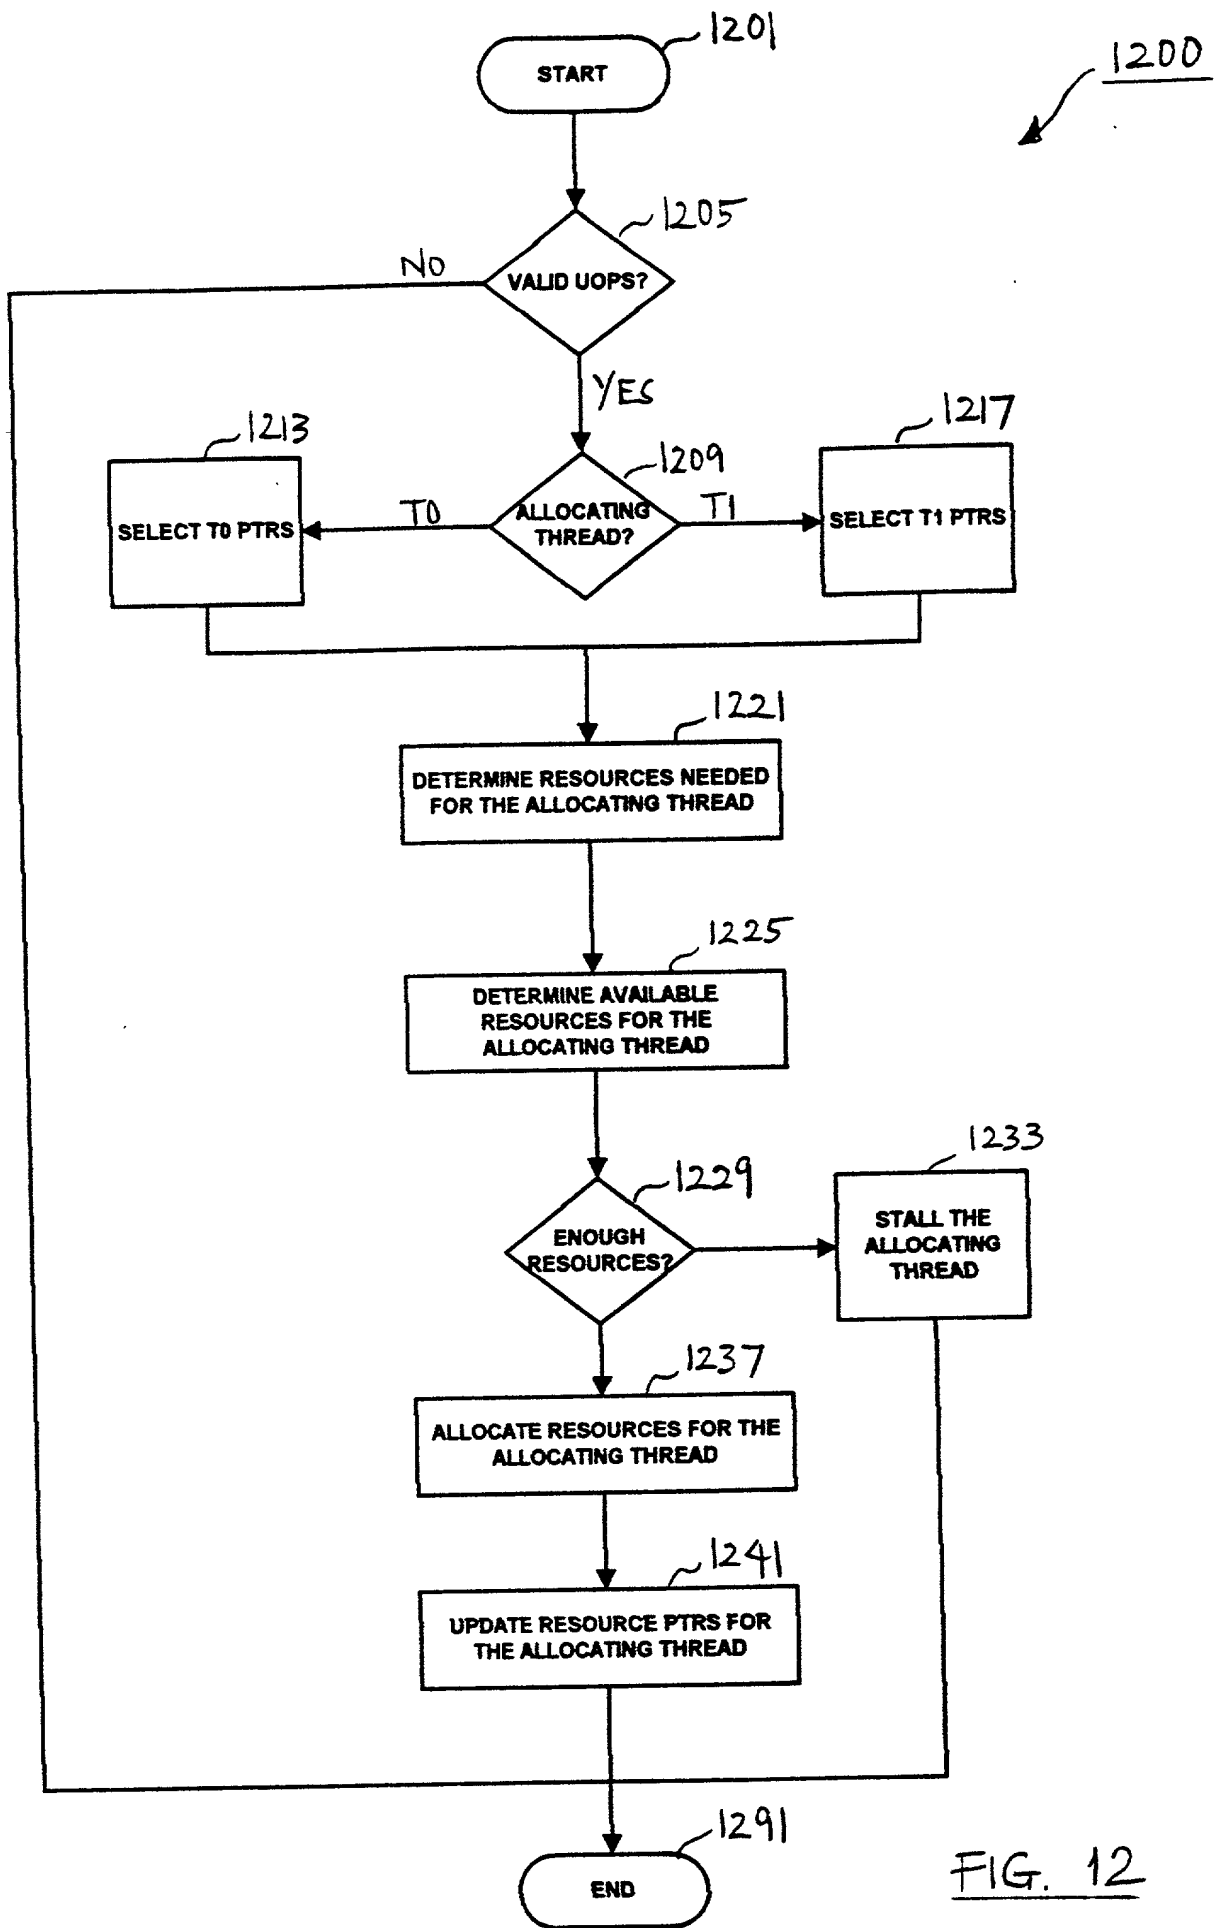 1201
START
1200
1205
NO
VALID UOPS?
YES
1213
1217
1209
T0
T1
SELECT T0 PTRS
ALLOCATING
THREAD?
SELECT T1 PTRS
1221
DETERMINE RESOURCES NEEDED
FOR THE ALLOCATING THREAD
1225
DETERMINE AVAILABLE
RESOURCES FOR THE
ALLOCATING THREAD
1233
1229
ENOUGH
RESOURCES?
STALL THE
ALLOCATING
THREAD
1237
ALLOCATE RESOURCES FOR THE
ALLOCATING THREAD
1241
UPDATE RESOURCE PTRS FOR
THE ALLOCATING THREAD
1291
END
FIG. 12